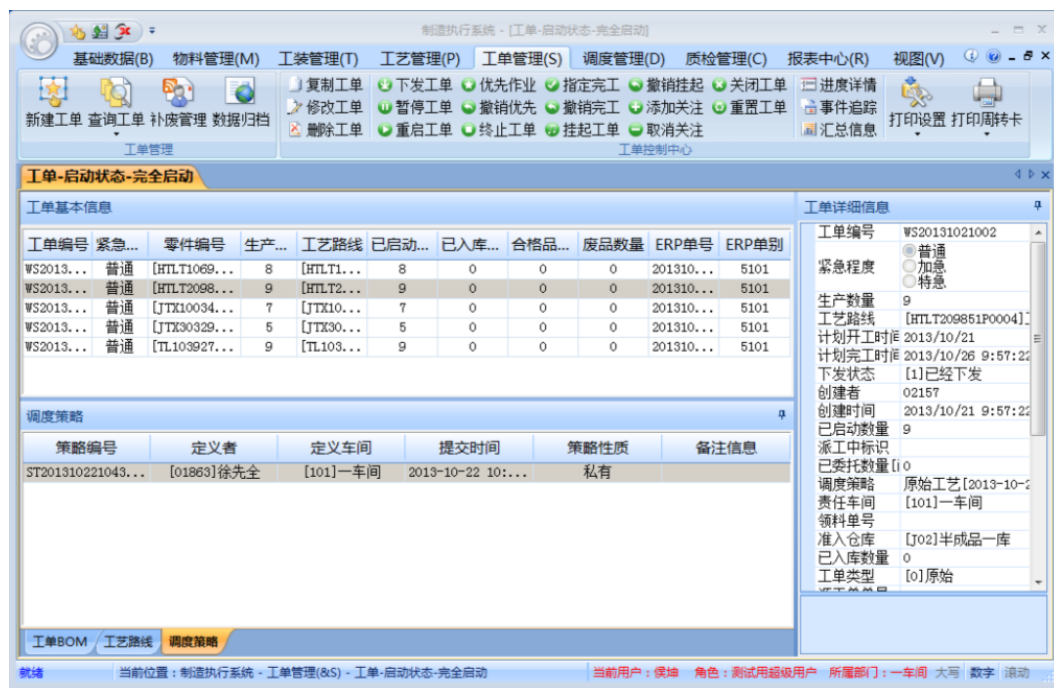 制造执行系统 - [工单-启动状态-完全启动]
基础数据(B) 物料管理(M) 工装管理(T) 工艺管理(P) 工单管理(S) 调度管理(D) 质检管理(C) 报表中心(R) 视图(V)
复制工单 下发工单 优先作业 指定完工 撤销挂起 关闭工单 进度详情
修改工单 暂停工单 撤销优先 撤销完工 添加关注 重置工单 事件追踪
删除工单 重启工单 终止工单 挂起工单 取消关注 汇总信息
新建工单 查询工单 补废管理 数据归档 打印设置 打印周转卡
工单管理 工单控制中心
工单-启动状态-完全启动
工单基本信息
工单编号 紧急... 零件编号 生产... 工艺路线 已启动... 已入库... 合格品... 废品数量 ERP单号 ERP单别
WS2013... 普通 [HTLT1069... 8 [HTLT1... 8 0 0 0 201310... 5101
WS2013... 普通 [HTLT2098... 9 [HTLT2... 9 0 0 0 201310... 5101
WS2013... 普通 [JTX10034... 7 [JTX10... 7 0 0 0 201310... 5101
WS2013... 普通 [JTX30329... 5 [JTX30... 5 0 0 0 201310... 5101
WS2013... 普通 [TL103927... 9 [TL103... 9 0 0 0 201310... 5101
调度策略
策略编号 定义者 定义车间 提交时间 策略性质 备注信息
ST201310221043... [01863]徐先全 [101]一车间 2013-10-22 10:... 私有
工单BOM 工艺路线 调度策略
工单详细信息
工单编号 WS20131021002
紧急程度
普通
加急
特急
生产数量 9
工艺路线 [HTLT209851P0004]
计划开工时间 2013/10/21
计划完工时间 2013/10/26 9:57:22
下发状态 [1]已经下发
创建者 02157
创建时间 2013/10/21 9:57:22
已启动数量 9
派工中标识
已委托数量[ 0
调度策略 原始工艺[2013-10-2
责任车间 [101]一车间
领料单号
准入仓库 [J02]半成品一库
已入库数量 0
工单类型 [0]原始
就绪 当前位置：制造执行系统 - 工单管理(&S) - 工单-启动状态-完全启动 当前用户：侯坤 角色：测试用超级用户 所属部门：一车间 大写 数字 滚动